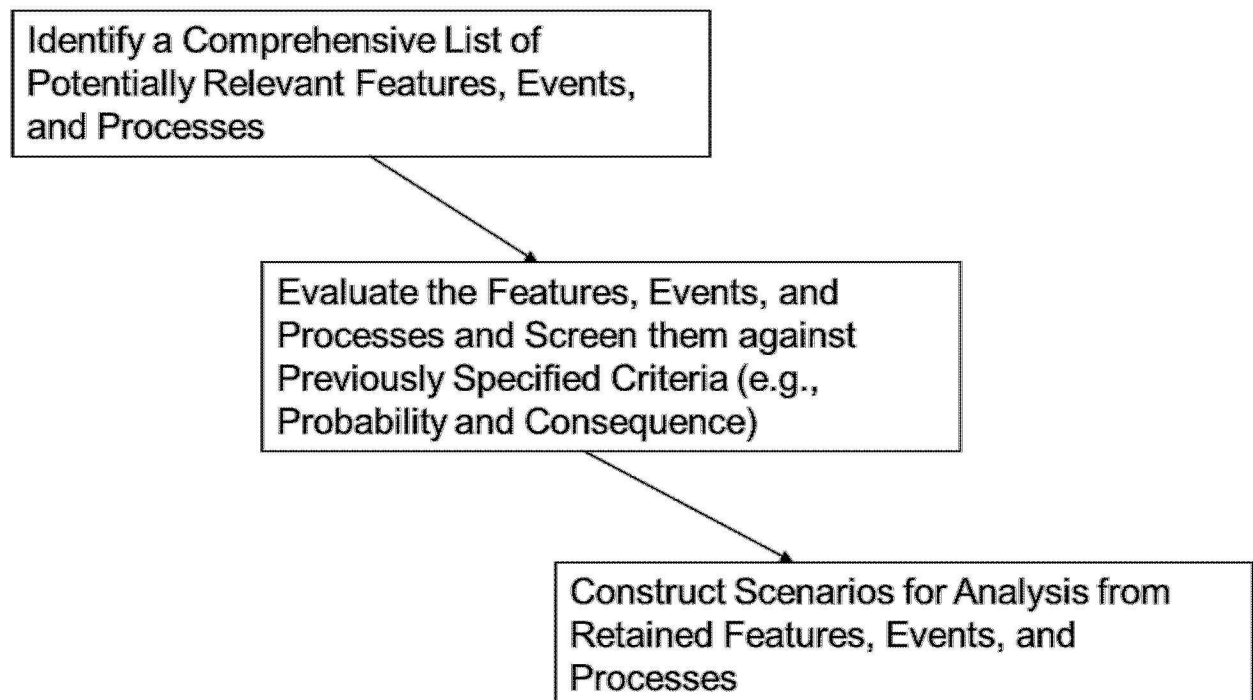 Identify a Comprehensive List of
Potentially Relevant Features, Events,
and Processes
Evaluate the Features, Events, and
Processes and Screen them against
Previously Specified Criteria (e.g.,
Probability and Consequence)
Construct Scenarios for Analysis from
Retained Features, Events, and
Processes